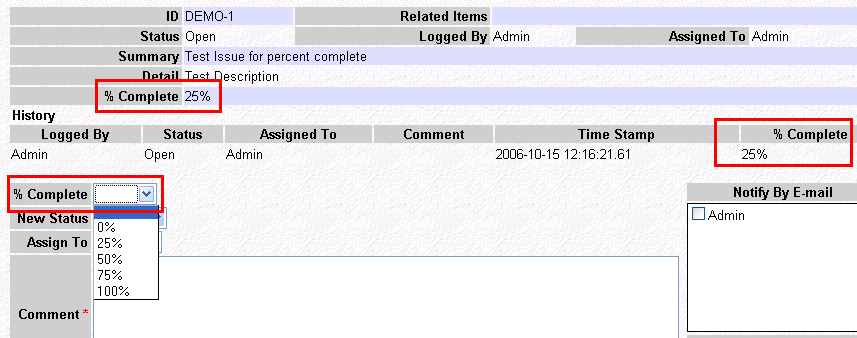 ID DEMO-1 Related Items
Status Open Logged By Admin Assigned To Admin
Summary Test Issue for percent complete
Detail Test Description
% Complete 25%
History
Logged By Status Assigned To Comment Time Stamp % Complete
Admin Open Admin 2006-10-15 12:16:21.61 25%
% Complete Notify By E-mail
New Status Admin
0%
Assign To 25%
50%
75%
100%
Comment *